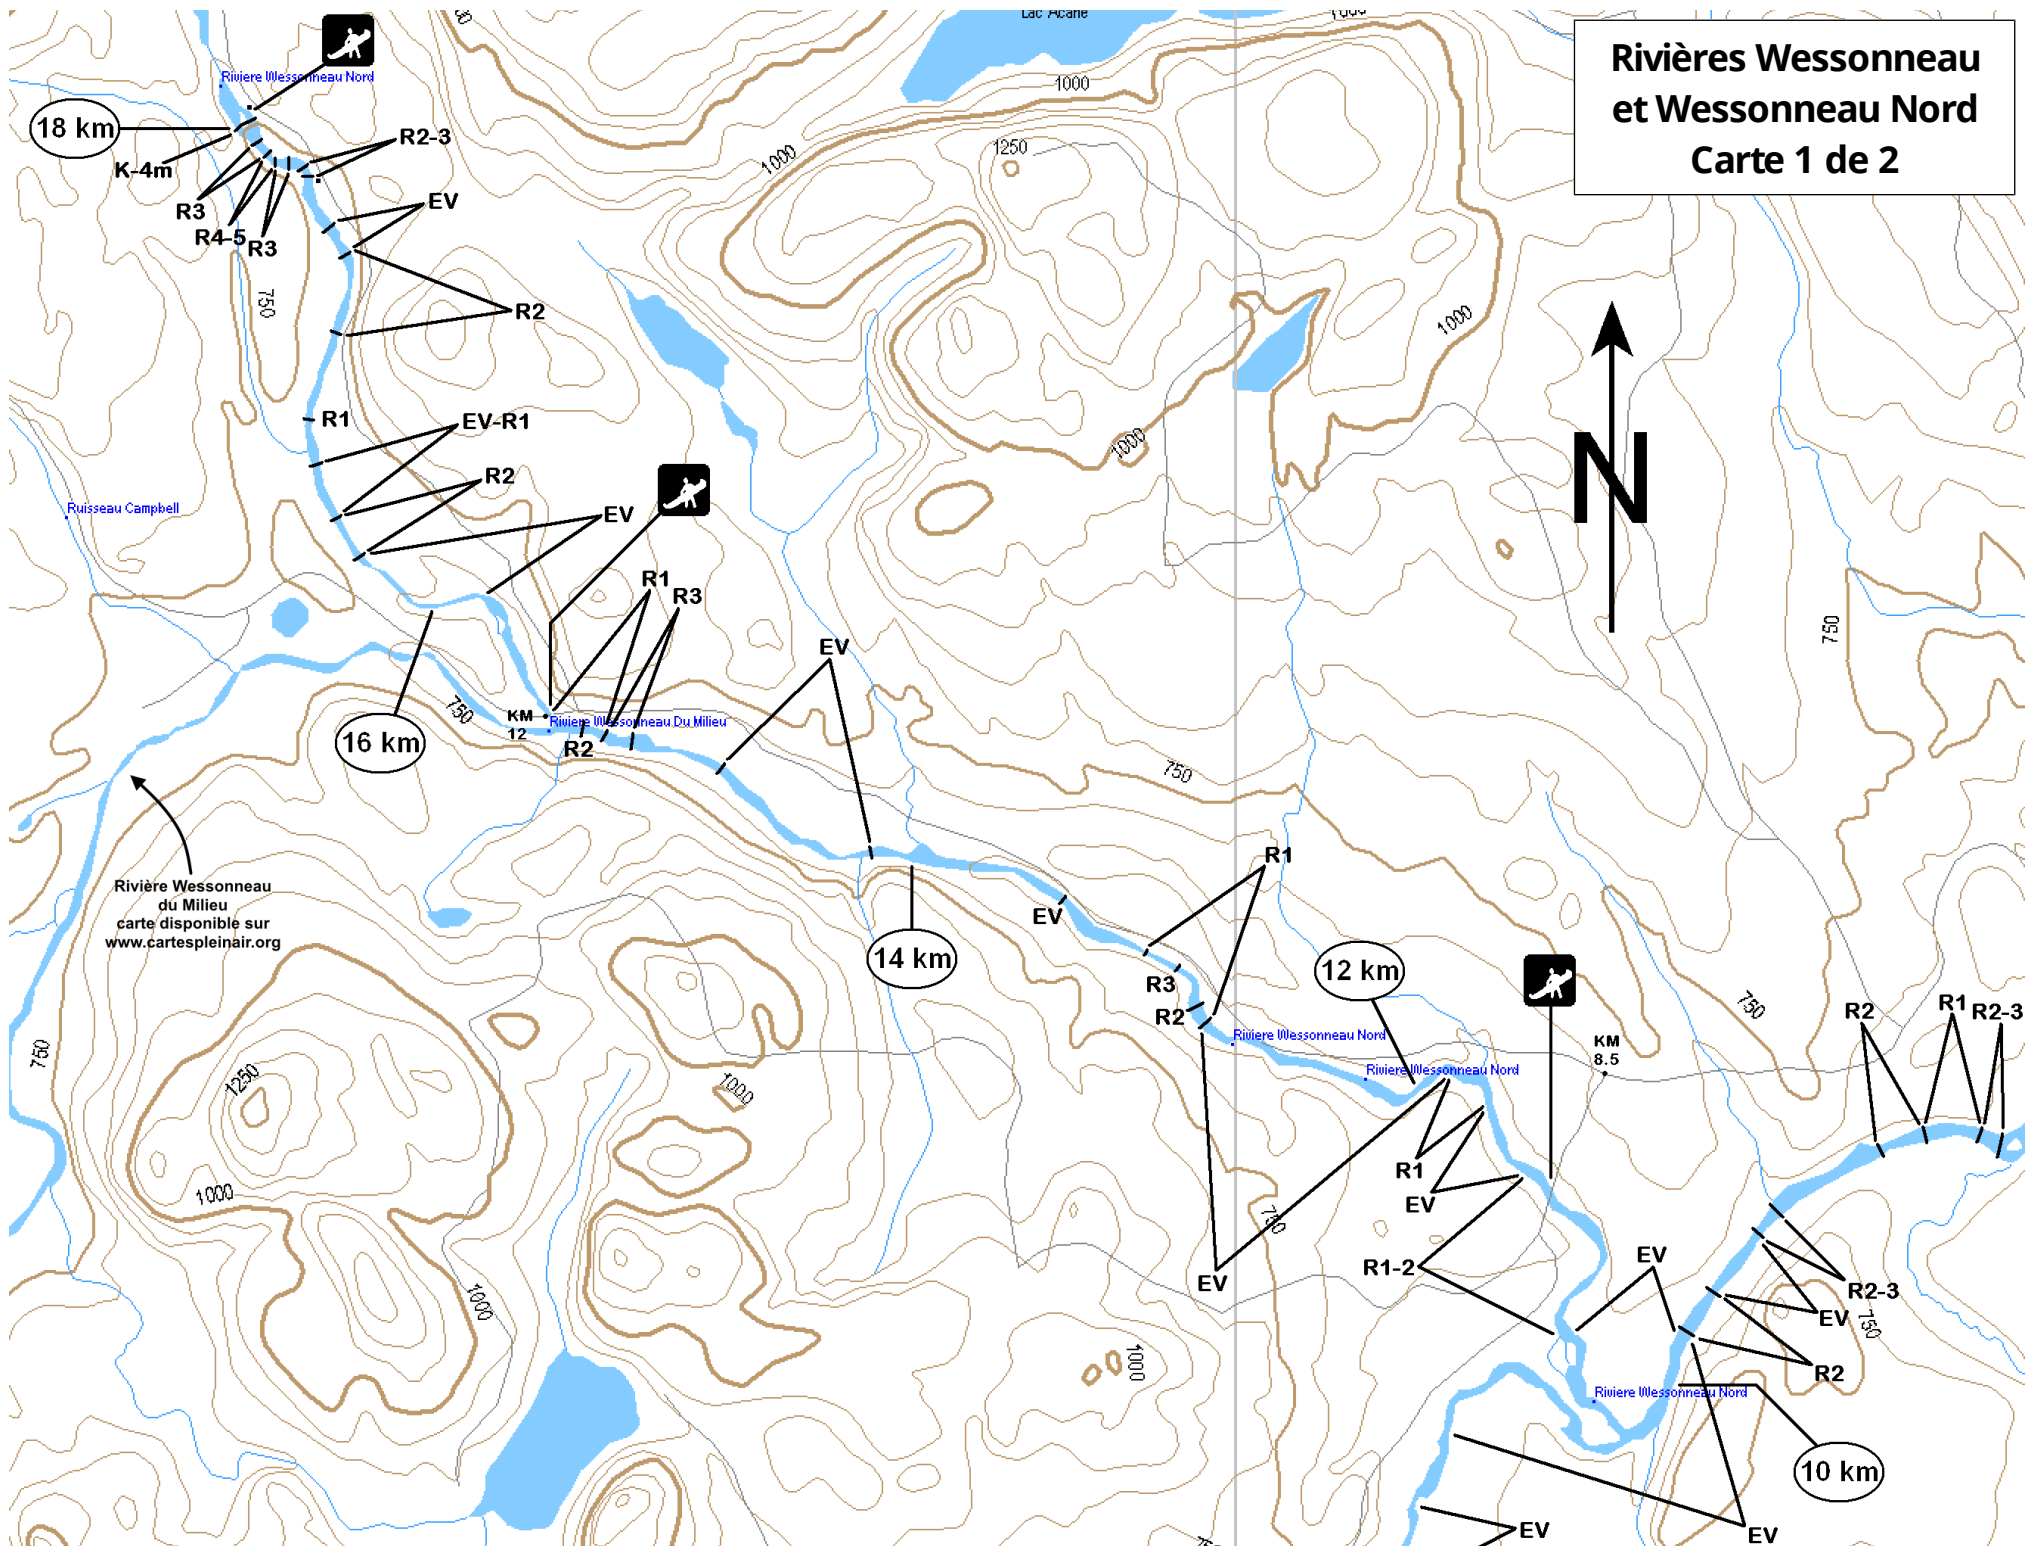 Lac Acarie
1000
Rivières Wessonneau
et Wessonneau Nord
Carte 1 de 2
Riviere Wessonneau Nord
1000
18 km
R2-3
K-4m
1000
1250
R3
EV
R4-5
R3
750
R2
1000
R1
EV-R1
1000
R2
N
Ruisseau Campbell
EV
R1
R3
750
EV
750
KM
12
Riviere Wessonneau Du Milieu
16 km
R2
750
R1
Rivière Wessonneau
du Milieu
carte disponible sur
www.cartespleinair.org
EV
14 km
12 km
R3
R2
750
R2
R1
R2-3
Riviere Wessonneau Nord
KM
8.5
750
1250
1000
Riviere Wessonneau Nord
R1
EV
1000
750
EV
R1-2
EV
R2-3
EV
750
1000
1000
R2
Riviere Wessonneau Nord
10 km
EV
EV